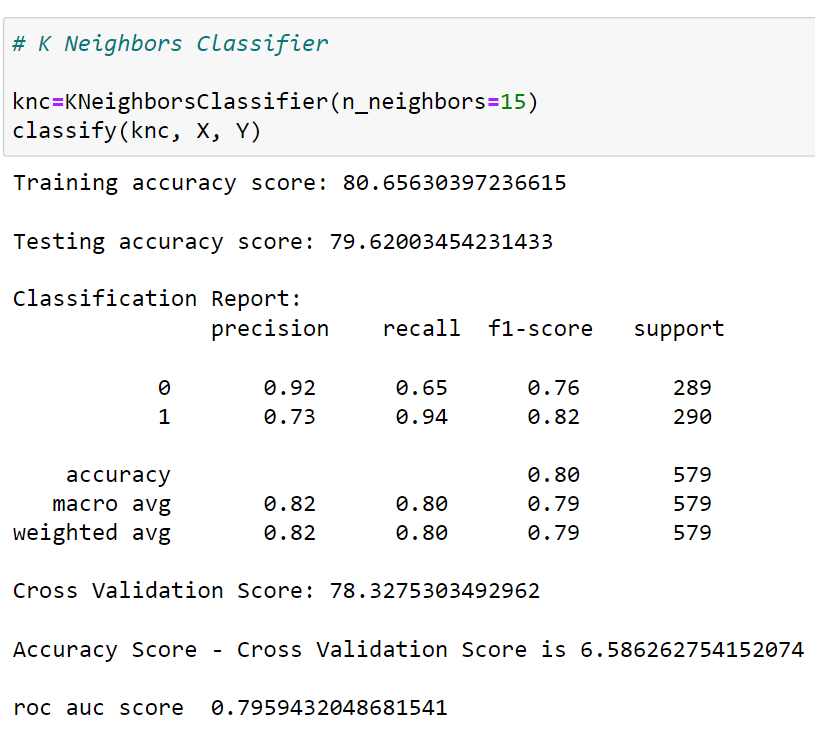 # K Neighbors Classifier
knc=KNeighborsClassifier(n_neighbors=15)
classify(knc, X, Y)
Training accuracy score: 80.65630397236615
Testing accuracy score: 79.62003454231433
Classification Report:
precision recall f1-score support
0 0.92 0.65 0.76 289
1 0.73 0.94 0.82 290
accuracy 0.80 579
macro avg 0.82 0.80 0.79 579
weighted avg 0.82 0.80 0.79 579
Cross Validation Score: 78.3275303492962
Accuracy Score - Cross Validation Score is 6.586262754152074
roc auc score 0.7959432048681541